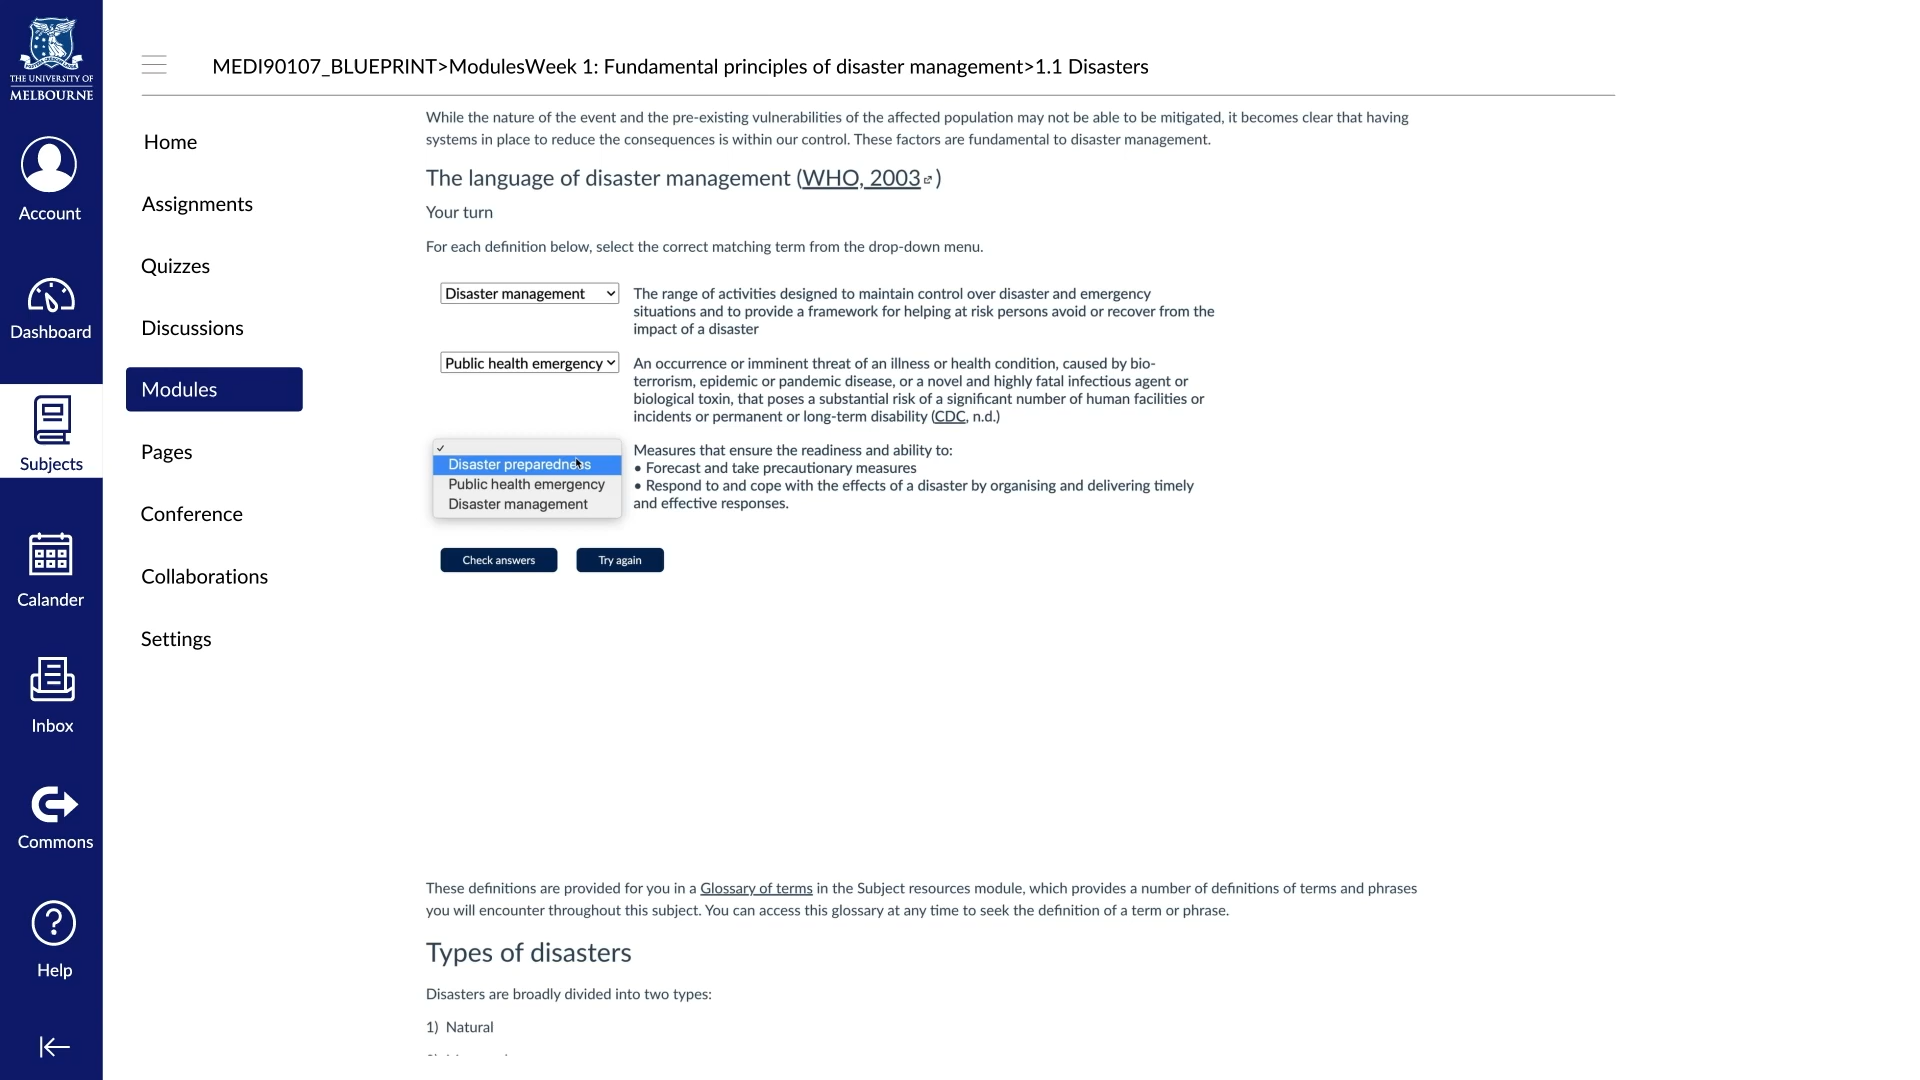 THE UNIVERSITY OF
MELBOURNE
Account
Dashboard
Subjects
Calander
Inbox
Commons
Help
MEDI90107_BLUEPRINT>ModulesWeek 1: Fundamental principles of disaster management>1.1 Disasters
Home
Assignments
Quizzes
Discussions
Modules
Pages
Conference
Collaborations
Settings
While the nature of the event and the pre-existing vulnerabilities of the affected population may not be able to be mitigated, it becomes clear that having
systems in place to reduce the consequences is within our control. These factors are fundamental to disaster management.
The language of disaster management (WHO, 2003)
Your turn
For each definition below, select the correct matching term from the drop-down menu.
Disaster management
The range of activities designed to maintain control over disaster and emergency
situations and to provide a framework for helping at risk persons avoid or recover from the
impact of a disaster
Public health emergency
An occurrence or imminent threat of an illness or health condition, caused by bio-
terrorism, epidemic or pandemic disease, or a novel and highly fatal infectious agent or
biological toxin, that poses a substantial risk of a significant number of human facilities or
incidents or permanent or long-term disability (CDC, n.d.)
✓
Disaster preparedness
Public health emergency
Disaster management
Measures that ensure the readiness and ability to:
• Forecast and take precautionary measures
• Respond to and cope with the effects of a disaster by organising and delivering timely
and effective responses.
Check answers
Try again
These definitions are provided for you in a Glossary of terms in the Subject resources module, which provides a number of definitions of terms and phrases
you will encounter throughout this subject. You can access this glossary at any time to seek the definition of a term or phrase.
Types of disasters
Disasters are broadly divided into two types:
1) Natural